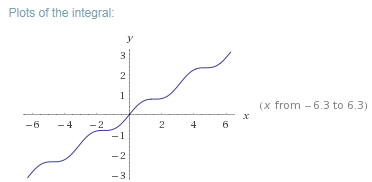 Plots of the integral:
y
3
2
1
-6 -4 -2 2 4 6 x
-1
-2
-3
(x from -6.3 to 6.3)